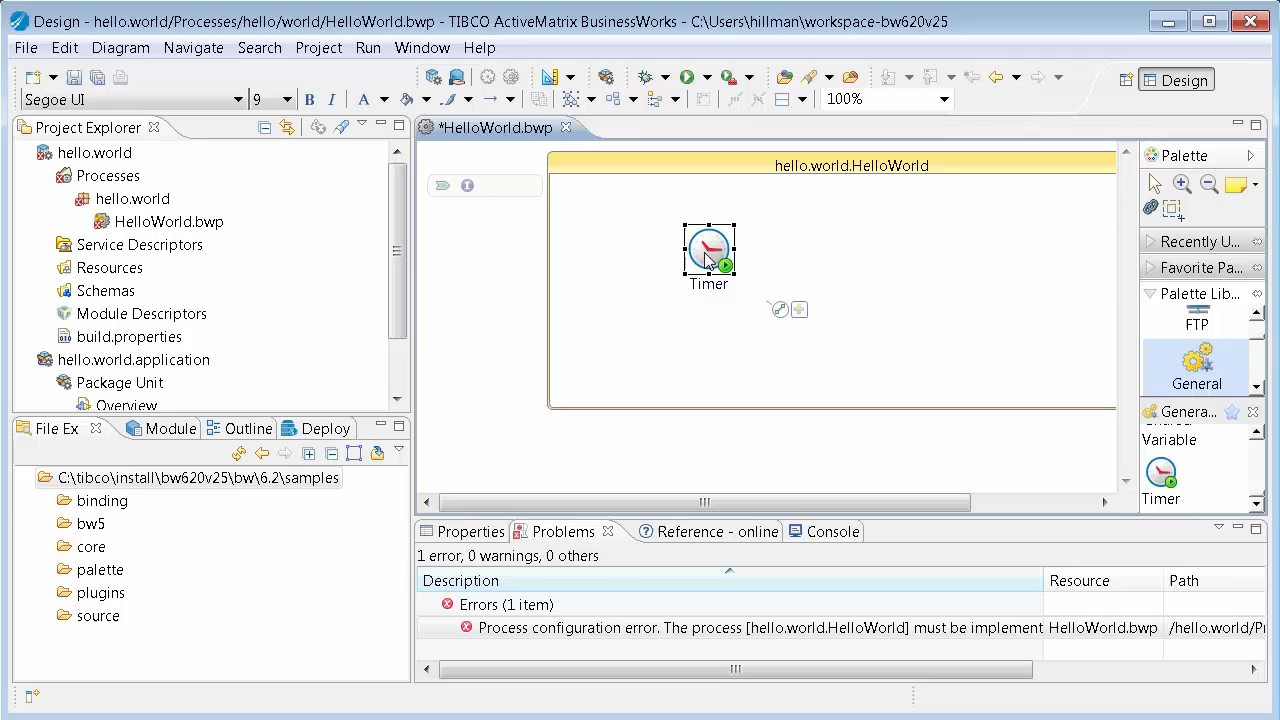 Design - hello.world/Processes/hello/world/HelloWorld.bwp - TIBCO ActiveMatrix BusinessWorks - C:\Users\hillman\workspace-bw620v25
File Edit Diagram Navigate Search Project Run Window Help
Design
Segoe UI 9 B I A 100%
Project Explorer
hello.world
Processes
hello.world
HelloWorld.bwp
Service Descriptors
Resources
Schemas
Module Descriptors
build.properties
hello.world.application
Package Unit
Overview
File Ex Module Outline Deploy
C:\tibco\install\bw620v25\bw\6.2\samples
binding
bw5
core
palette
plugins
source
*HelloWorld.bwp
hello.world.HelloWorld
Timer
Palette
Recently U...
Favorite Pa...
Palette Lib...
FTP
General
Genera...
Variable
Timer
Properties Problems Reference - online Console
1 error, 0 warnings, 0 others
Description Resource Path
Errors (1 item)
Process configuration error. The process [hello.world.HelloWorld] must be implement HelloWorld.bwp /hello.world/Pr